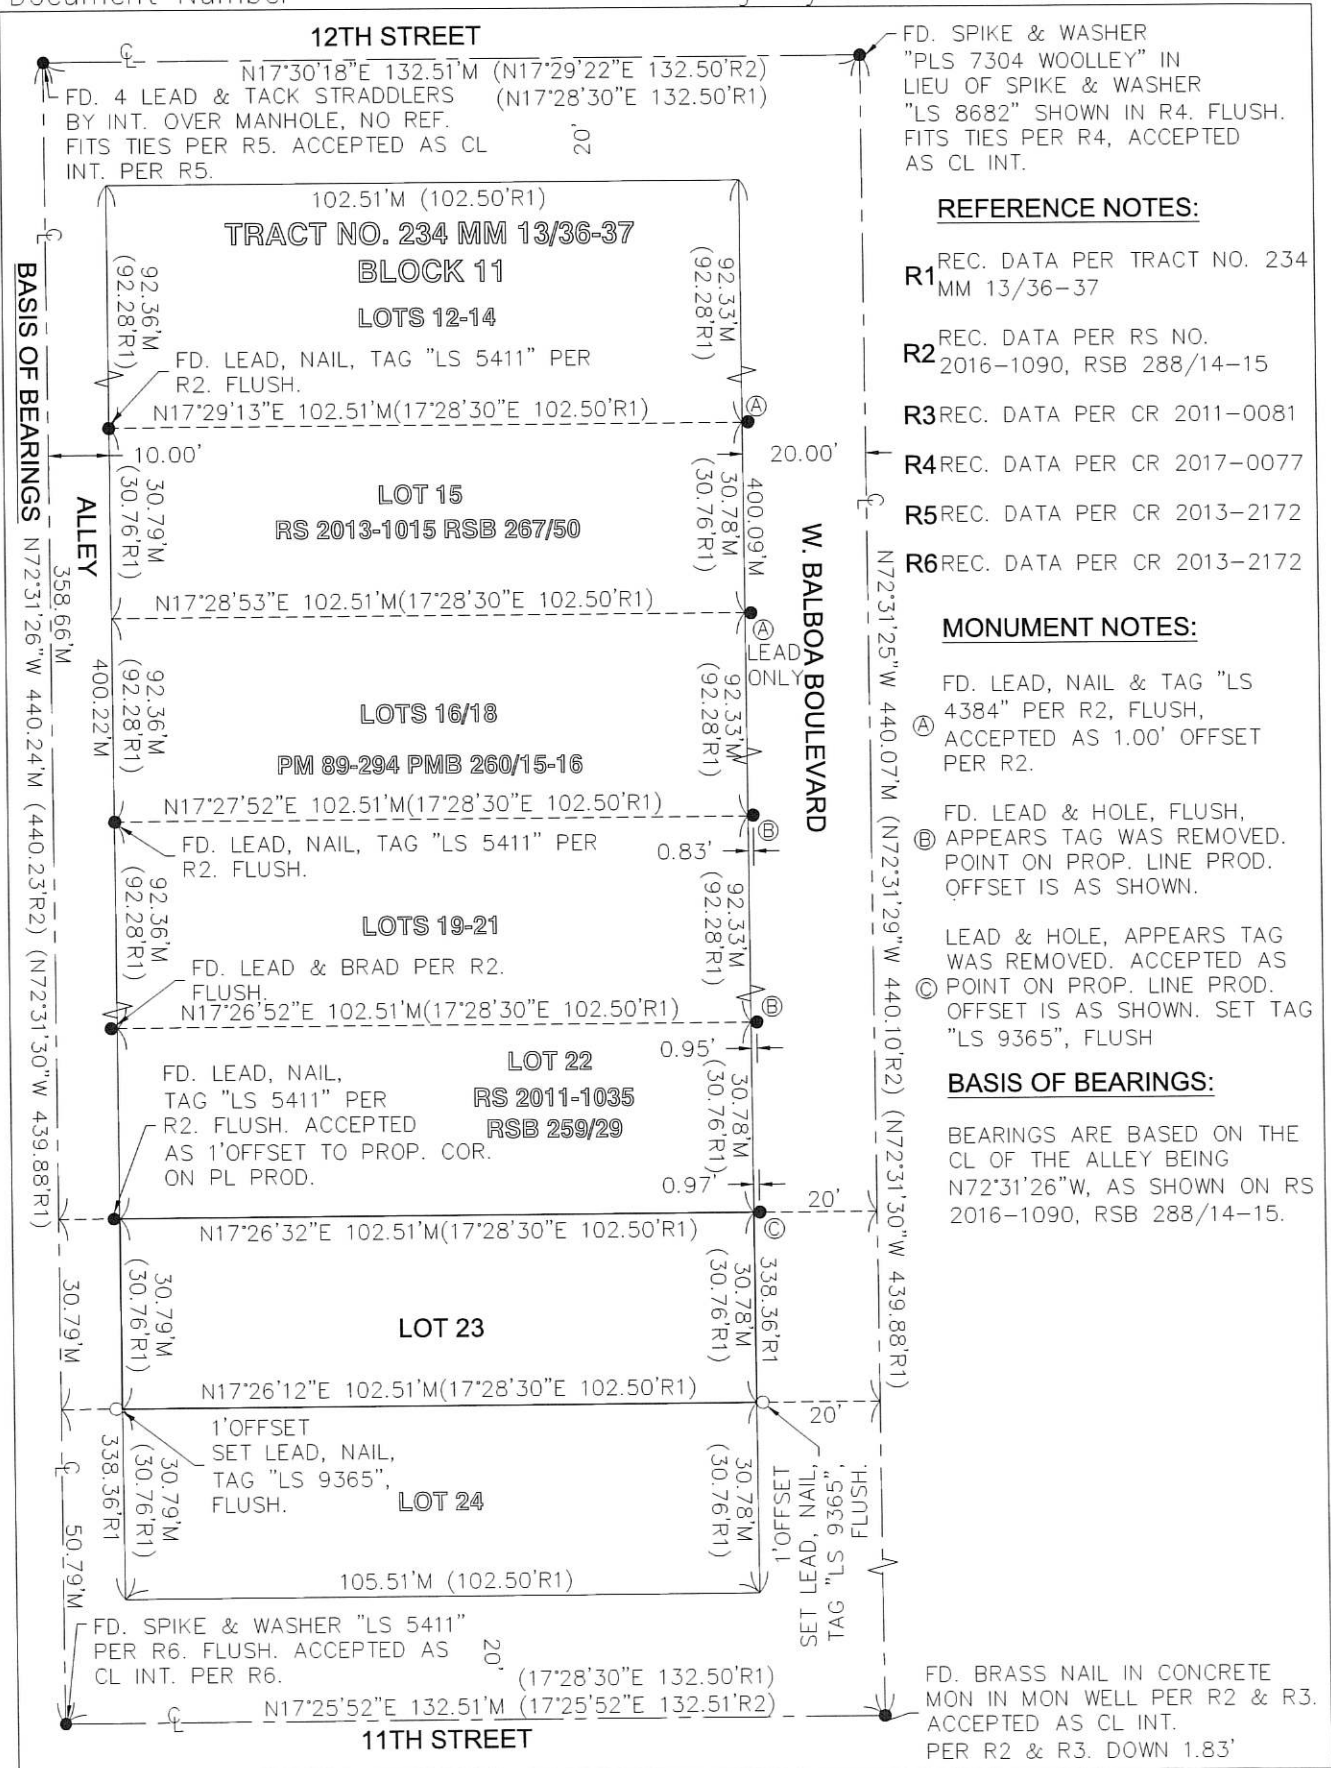 12TH STREET
℄
N17°30'18"E 132.51'M (N17°29'22"E 132.50'R2)
(N17°28'30"E 132.50'R1)
FD. 4 LEAD & TACK STRADDLERS
BY INT. OVER MANHOLE, NO REF.
FITS TIES PER R5. ACCEPTED AS CL
INT. PER R5.
20'
FD. SPIKE & WASHER
"PLS 7304 WOOLLEY" IN
LIEU OF SPIKE & WASHER
"LS 8682" SHOWN IN R4. FLUSH.
FITS TIES PER R4, ACCEPTED
AS CL INT.
102.51'M (102.50'R1)
TRACT NO. 234 MM 13/36-37
BLOCK 11
LOTS 12-14
℄
92.36'M
(92.28'R1)
92.33'M
(92.28'R1)
FD. LEAD, NAIL, TAG "LS 5411" PER
R2. FLUSH.
N17°29'13"E 102.51'M(17°28'30"E 102.50'R1)
A
10.00'
20.00'
LOT 15
RS 2013-1015 RSB 267/50
30.79'M
(30.76'R1)
400.09'M
30.78'M
(30.76'R1)
℄
N17°28'53"E 102.51'M(17°28'30"E 102.50'R1)
A
LEAD
ONLY
BASIS OF BEARINGS N72°31'26"W 440.24'M (440.23'R2) (N72°31'30"W 439.88'R1)
ALLEY
358.66'M
400.22'M
W. BALBOA BOULEVARD
N72°31'25"W 440.07'M (N72°31'29"W 440.10'R2) (N72°31'30"W 439.88'R1)
92.36'M
(92.28'R1)
LOTS 16/18
PM 89-294 PMB 260/15-16
92.33'M
(92.28'R1)
N17°27'52"E 102.51'M(17°28'30"E 102.50'R1)
B
FD. LEAD, NAIL, TAG "LS 5411" PER
R2. FLUSH.
0.83'
92.36'M
(92.28'R1)
LOTS 19-21
92.33'M
(92.28'R1)
FD. LEAD & BRAD PER R2.
FLUSH.
N17°26'52"E 102.51'M(17°28'30"E 102.50'R1)
B
0.95'
LOT 22
RS 2011-1035
RSB 259/29
FD. LEAD, NAIL,
TAG "LS 5411" PER
R2. FLUSH. ACCEPTED
AS 1'OFFSET TO PROP. COR.
ON PL PROD.
30.78'M
(30.76'R1)
0.97'
20'
N17°26'32"E 102.51'M(17°28'30"E 102.50'R1)
C
30.79'M
30.79'M
(30.76'R1)
LOT 23
338.36'R1
30.78'M
(30.76'R1)
N17°26'12"E 102.51'M(17°28'30"E 102.50'R1)
20'
1'OFFSET
SET LEAD, NAIL,
TAG "LS 9365",
FLUSH.
LOT 24
℄
50.79'M
338.36'R1
30.79'M
(30.76'R1)
30.78'M
(30.76'R1)
1'OFFSET
SET LEAD, NAIL,
TAG "LS 9365",
FLUSH.
105.51'M (102.50'R1)
FD. SPIKE & WASHER "LS 5411"
PER R6. FLUSH. ACCEPTED AS
CL INT. PER R6.
20'
(17°28'30"E 132.50'R1)
N17°25'52"E 132.51'M (17°25'52"E 132.51'R2)
℄
11TH STREET
FD. BRASS NAIL IN CONCRETE
MON IN MON WELL PER R2 & R3.
ACCEPTED AS CL INT.
PER R2 & R3. DOWN 1.83'
REFERENCE NOTES:
R1 REC. DATA PER TRACT NO. 234
MM 13/36-37
R2 REC. DATA PER RS NO.
2016-1090, RSB 288/14-15
R3 REC. DATA PER CR 2011-0081
R4 REC. DATA PER CR 2017-0077
R5 REC. DATA PER CR 2013-2172
R6 REC. DATA PER CR 2013-2172
MONUMENT NOTES:
FD. LEAD, NAIL & TAG "LS
4384" PER R2, FLUSH,
A ACCEPTED AS 1.00' OFFSET
PER R2.
FD. LEAD & HOLE, FLUSH,
B APPEARS TAG WAS REMOVED.
POINT ON PROP. LINE PROD.
OFFSET IS AS SHOWN.
LEAD & HOLE, APPEARS TAG
WAS REMOVED. ACCEPTED AS
C POINT ON PROP. LINE PROD.
OFFSET IS AS SHOWN. SET TAG
"LS 9365", FLUSH
BASIS OF BEARINGS:
BEARINGS ARE BASED ON THE
CL OF THE ALLEY BEING
N72°31'26"W, AS SHOWN ON RS
2016-1090, RSB 288/14-15.